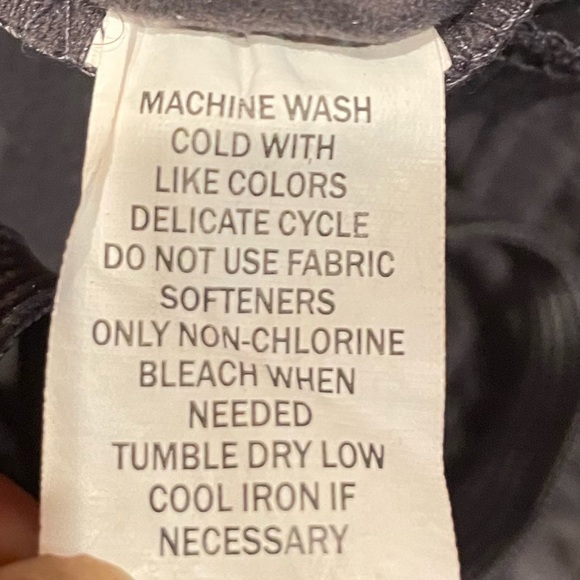 MACHINE WASH
COLD WITH
LIKE COLORS
DELICATE CYCLE
DO NOT USE FABRIC
SOFTENERS
ONLY NON-CHLORINE
BLEACH WHEN
NEEDED
TUMBLE DRY LOW
COOL IRON IF
NECESSARY